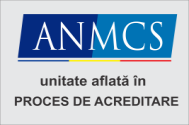 ANMCS
unitate aflată în
PROCES DE ACREDITARE